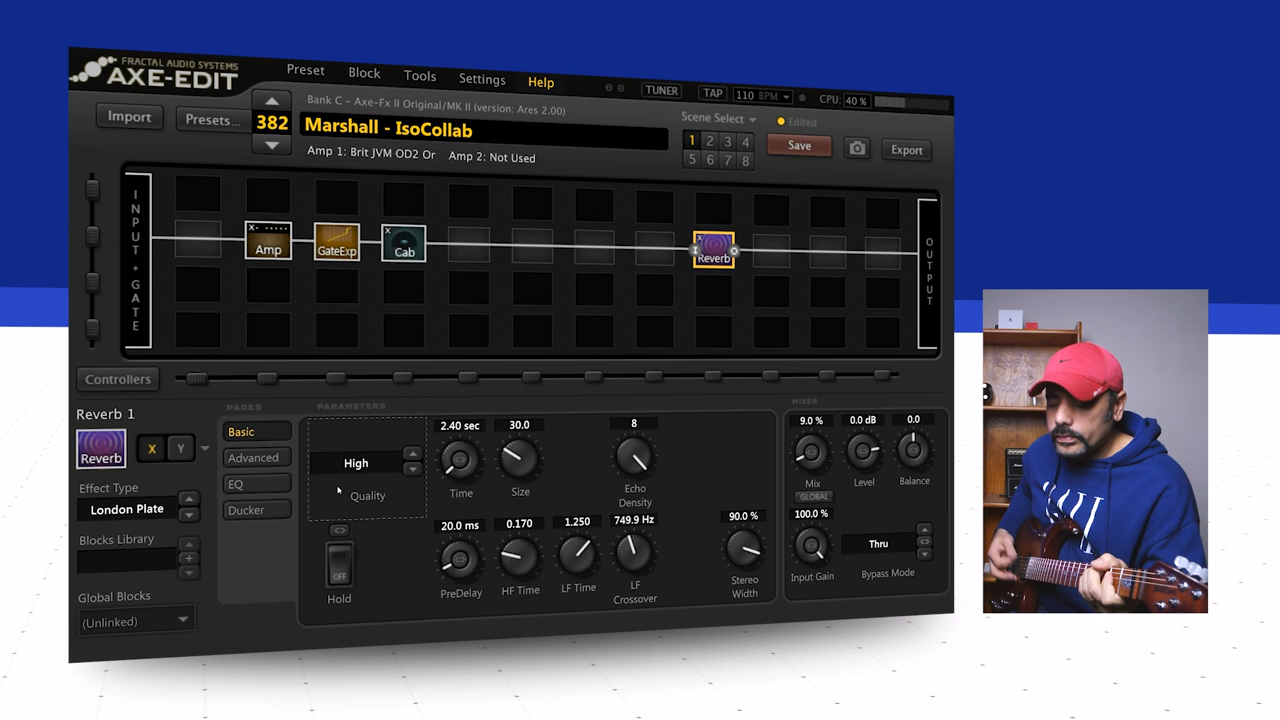 FRACTAL AUDIO SYSTEMS
AXE-EDIT
Preset Block Tools Settings Help
TUNER TAP 110 BPM CPU: 40 %
Import Presets... 382
Bank C - Axe-Fx II Original/MK II (version: Ares 2.00)
Marshall - IsoCollab
Amp 1: Brit JVM OD2 Or Amp 2: Not Used
Scene Select
1 2 3 4
5 6 7 8
Edited
Save Export
INPUT + GATE
X Amp
GateExp
X Cab
X I O Reverb
OUTPUT
Controllers
Reverb 1
Reverb
X Y
Effect Type
London Plate
Blocks Library
+
Global Blocks
(Unlinked)
PAGES
Basic
Advanced
EQ
Ducker
PARAMETERS
High
Quality
OFF
Hold
2.40 sec
Time
30.0
Size
8
Echo
Density
20.0 ms
PreDelay
0.170
HF Time
1.250
LF Time
749.9 Hz
LF
Crossover
90.0 %
Stereo
Width
MIXER
9.0 %
Mix
GLOBAL
0.0 dB
Level
0.0
Balance
100.0 %
Input Gain
Thru
Bypass Mode